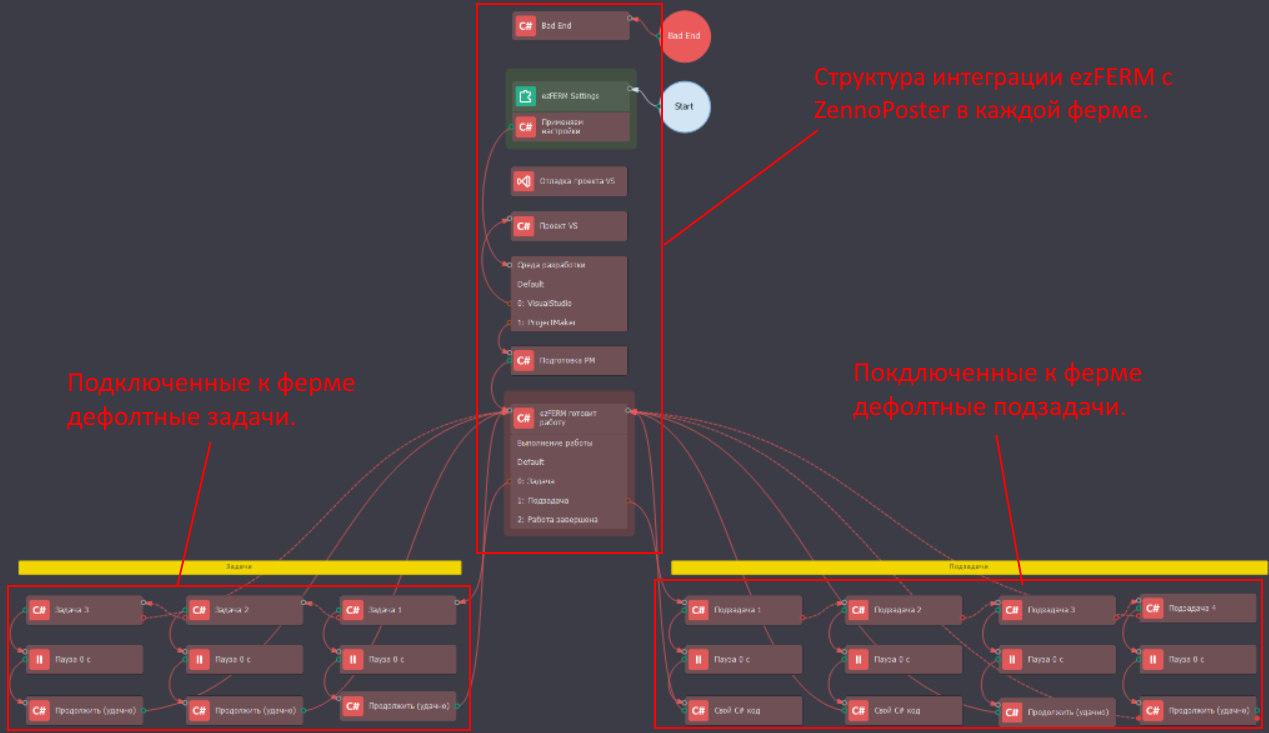 C# Bad End
Bad End
ezFERM Settings
Start
C# Применяем
настройки
Структура интеграции ezFERM с
ZennoPoster в каждой ферме.
Отладка проекта VS
C# Проект VS
Среда разработки
Default
0: VisualStudio
1: ProjectMaker
C# Подготовка PM
Подключенные к ферме
дефолтные задачи.
Покдлюченные к ферме
дефолтные подзадачи.
C# ezFERM готовит
работу
Выполнение работы
Default
0: Задача
1: Подзадача
2: Работа завершена
Задача
Подзадача
C# Задача 3
C# Задача 2
C# Задача 1
C# Подзадача 1
C# Подзадача 2
C# Подзадача 3
C# Подзадача 4
Пауза 0 с
Пауза 0 с
Пауза 0 с
Пауза 0 с
Пауза 0 с
Пауза 0 с
Пауза 0 с
C# Продолжить (удачно)
C# Продолжить (удачно)
C# Продолжить (удачно)
C# Свой C# код
C# Свой C# код
C# Продолжить (удачно)
C# Продолжить (удачно)